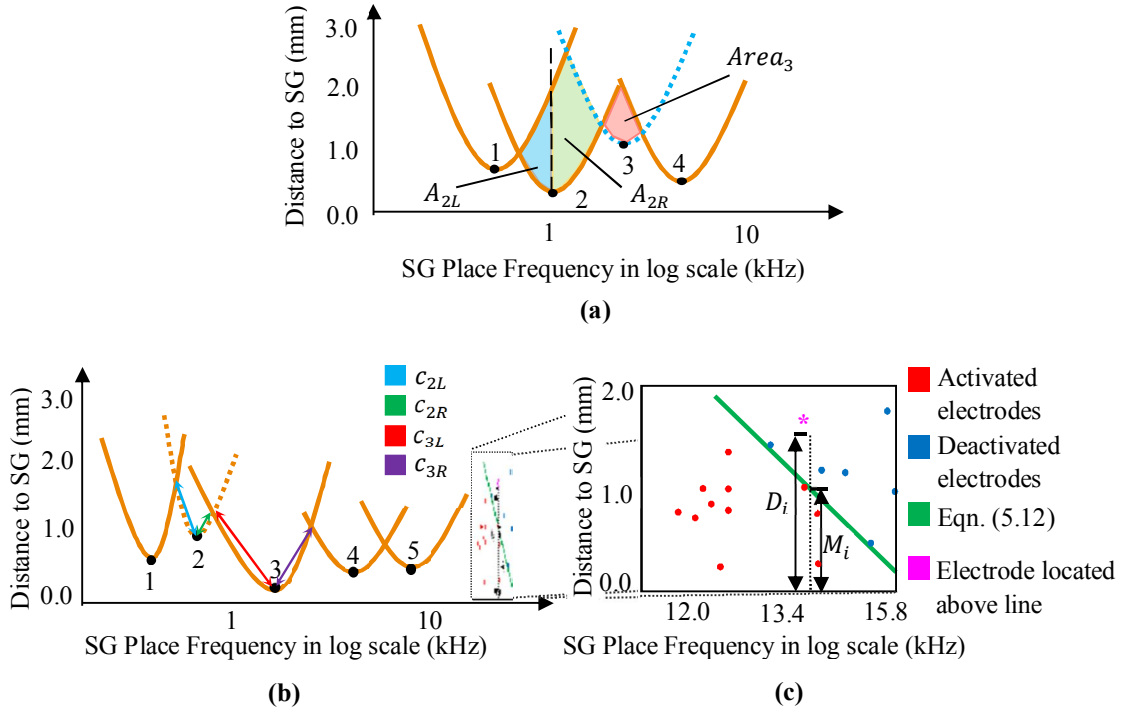 Distance to SG (mm)
3.0
2.0
1.0
0.0
1
2
3
4
A₂L
A₂R
Area₃
1
10
SG Place Frequency in log scale (kHz)
(a)
Distance to SG (mm)
3.0
2.0
1.0
0.0
1
2
3
4
5
c₂L
c₂R
c₃L
c₃R
1
10
SG Place Frequency in log scale (kHz)
(b)
Distance to SG (mm)
2.0
1.0
0.0
*
Dᵢ
Mᵢ
12.0
13.4
15.8
SG Place Frequency in log scale (kHz)
(c)
Activated
electrodes
Deactivated
electrodes
Eqn. (5.12)
Electrode located
above line